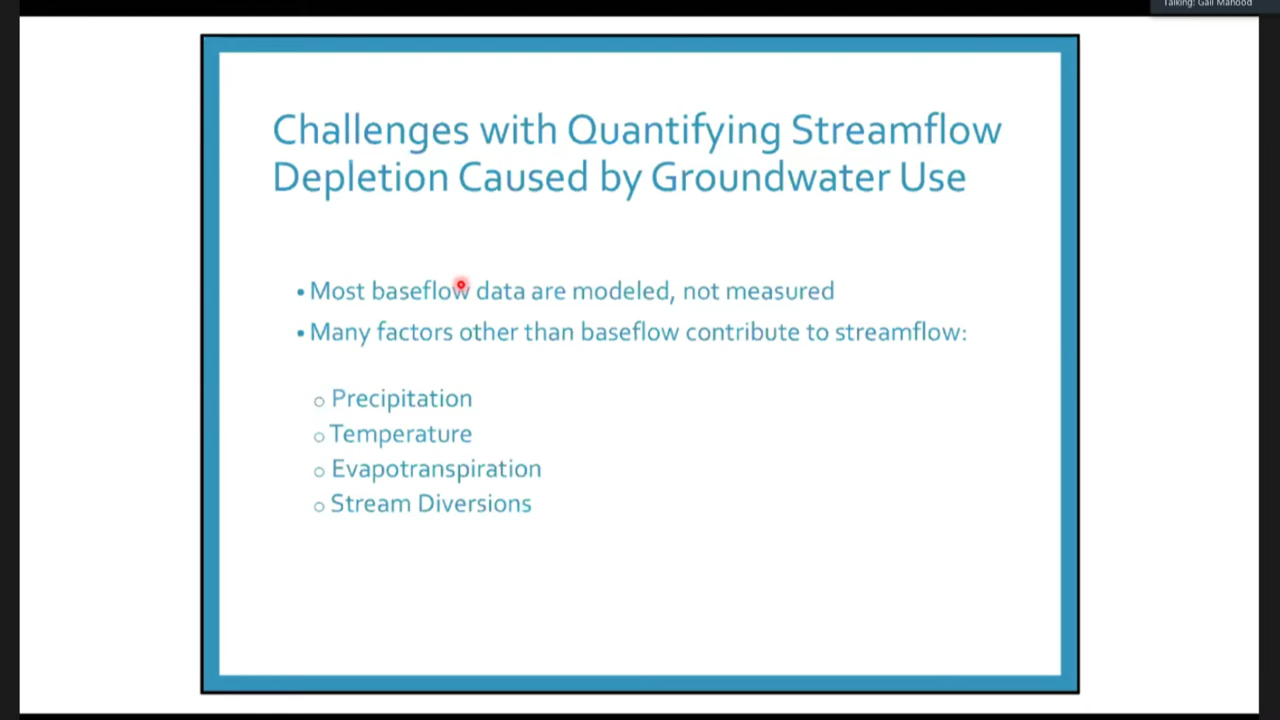 Talking: Gail Mahood
Challenges with Quantifying Streamflow
Depletion Caused by Groundwater Use
• Most baseflow data are modeled, not measured
• Many factors other than baseflow contribute to streamflow:
o Precipitation
o Temperature
o Evapotranspiration
o Stream Diversions